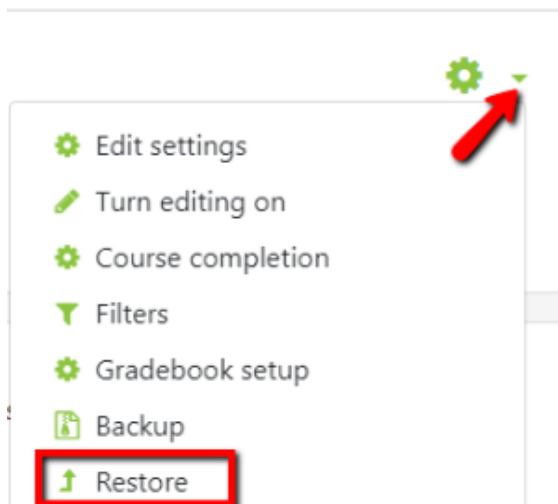 Edit settings
Turn editing on
Course completion
Filters
Gradebook setup
Backup
Restore